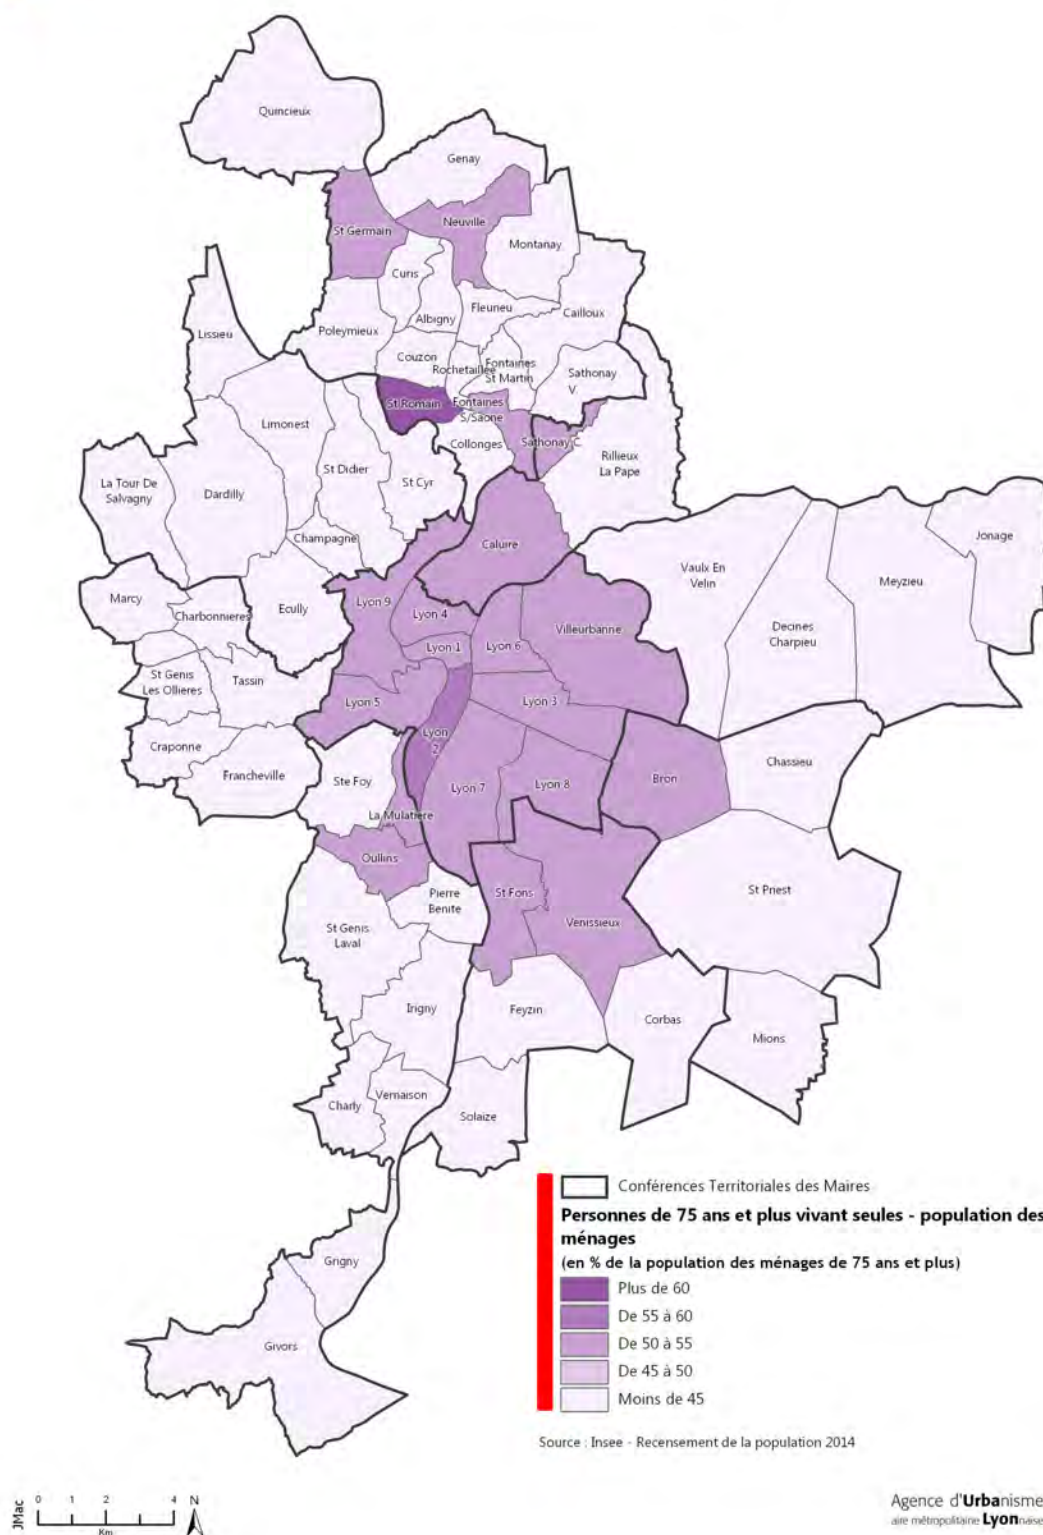 Quincieux
Genay
St Germain
Neuville
Montanay
Curis
Albigny
Fleuneu
Cailloux
Lissieu
Poleymieux
Couzon
Rochetaillée
Fontaines
St Martin
Sathonay
V.
St Romain
Fontaines
S/Saône
Limonest
Collonges
Sathonay C.
Rillieux
La Pape
La Tour De
Salvagny
Dardilly
St Didier
St Cyr
Champagne
Caluire
Jonage
Vaulx En
Velin
Meyzieu
Marcy
Charbonnieres
Ecully
Lyon 9
Lyon 4
Villeurbanne
Decines
Charpieu
Lyon 1
Lyon 6
St Genis
Les Ollieres
Tassin
Lyon 5
Lyon 3
Craponne
Francheville
Lyon
2
Ste Foy
Lyon 7
Lyon 8
Bron
Chassieu
La Mulatiere
Oullins
Pierre
Benite
St Fons
St Priest
St Genis
Laval
Venissieux
Irigny
Feyzin
Corbas
Mions
Charly
Vernaison
Solaize
Grigny
Givors
Conférences Territoriales des Maires
Personnes de 75 ans et plus vivant seules - population des
ménages
(en % de la population des ménages de 75 ans et plus)
Plus de 60
De 55 à 60
De 50 à 55
De 45 à 50
Moins de 45
Source : Insee - Recensement de la population 2014
JMac
0 1 2 4
Km
N
Agence d'Urbanisme
aire métropolitaine Lyonnaise